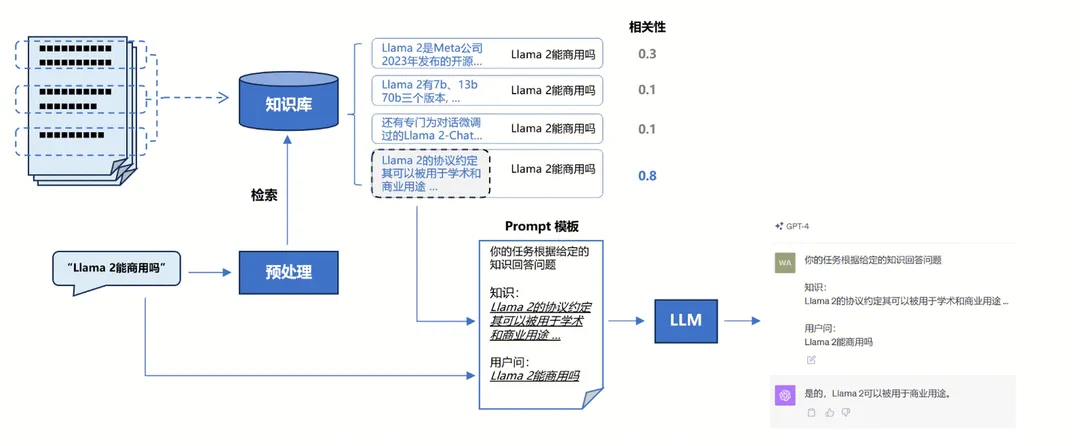 相关性
Llama 2是Meta公司
2023年发布的开源...
Llama 2能商用吗
0.3
Llama 2有7b、13b
70b三个版本, ...
Llama 2能商用吗
0.1
还有专门为对话微调
过的Llama 2-Chat...
Llama 2能商用吗
0.1
Llama 2的协议约定
其可以被用于学术和
商业用途 ...
Llama 2能商用吗
0.8
知识库
检索
“Llama 2能商用吗”
预处理
Prompt 模板
你的任务根据给定的
知识回答问题
知识：
Llama 2的协议约定
其可以被用于学术
和商业用途 ...
用户问：
Llama 2能商用吗
LLM
GPT-4
WA
你的任务根据给定的知识回答问题
知识：
Llama 2的协议约定其可以被用于学术和商业用途 ...
用户问：
Llama 2能商用吗
是的，Llama 2可以被用于商业用途。